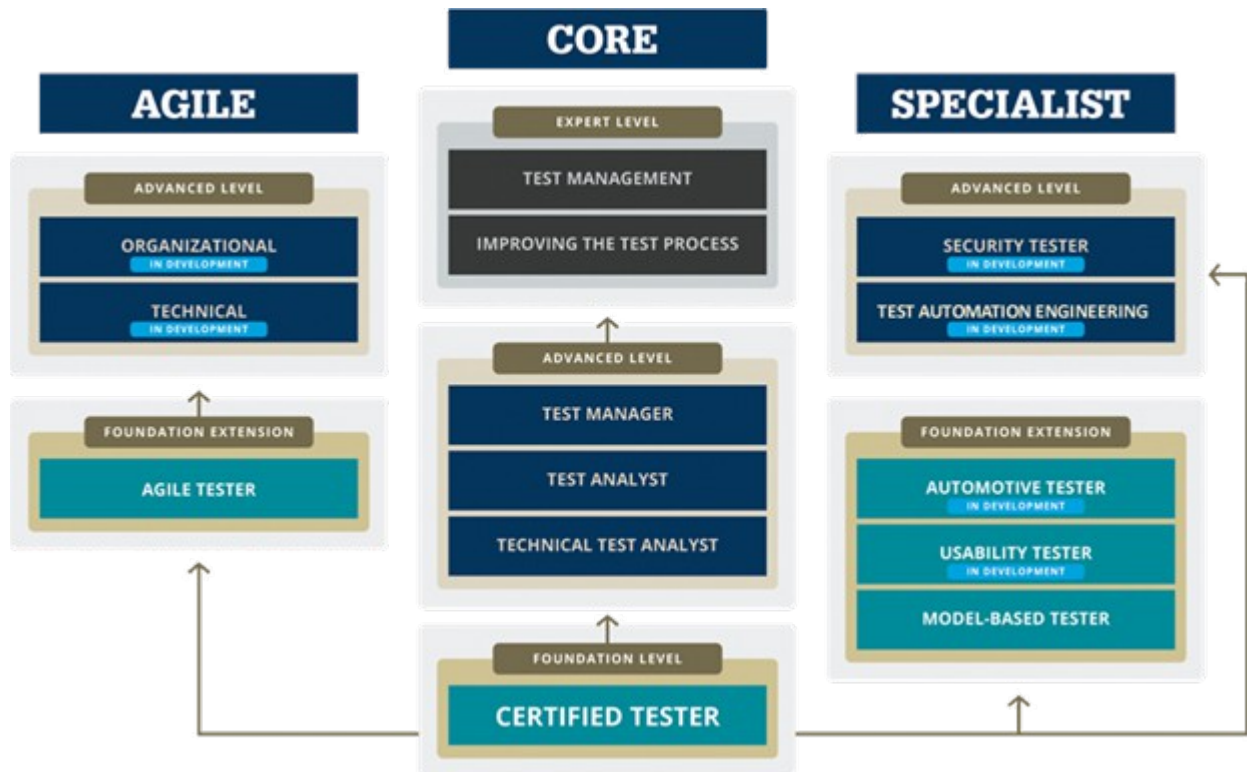 CORE
AGILE
SPECIALIST
EXPERT LEVEL
TEST MANAGEMENT
IMPROVING THE TEST PROCESS
ADVANCED LEVEL
ORGANIZATIONAL
IN DEVELOPMENT
TECHNICAL
IN DEVELOPMENT
ADVANCED LEVEL
SECURITY TESTER
IN DEVELOPMENT
TEST AUTOMATION ENGINEERING
IN DEVELOPMENT
ADVANCED LEVEL
TEST MANAGER
TEST ANALYST
TECHNICAL TEST ANALYST
FOUNDATION EXTENSION
AGILE TESTER
FOUNDATION EXTENSION
AUTOMOTIVE TESTER
IN DEVELOPMENT
USABILITY TESTER
IN DEVELOPMENT
MODEL-BASED TESTER
FOUNDATION LEVEL
CERTIFIED TESTER